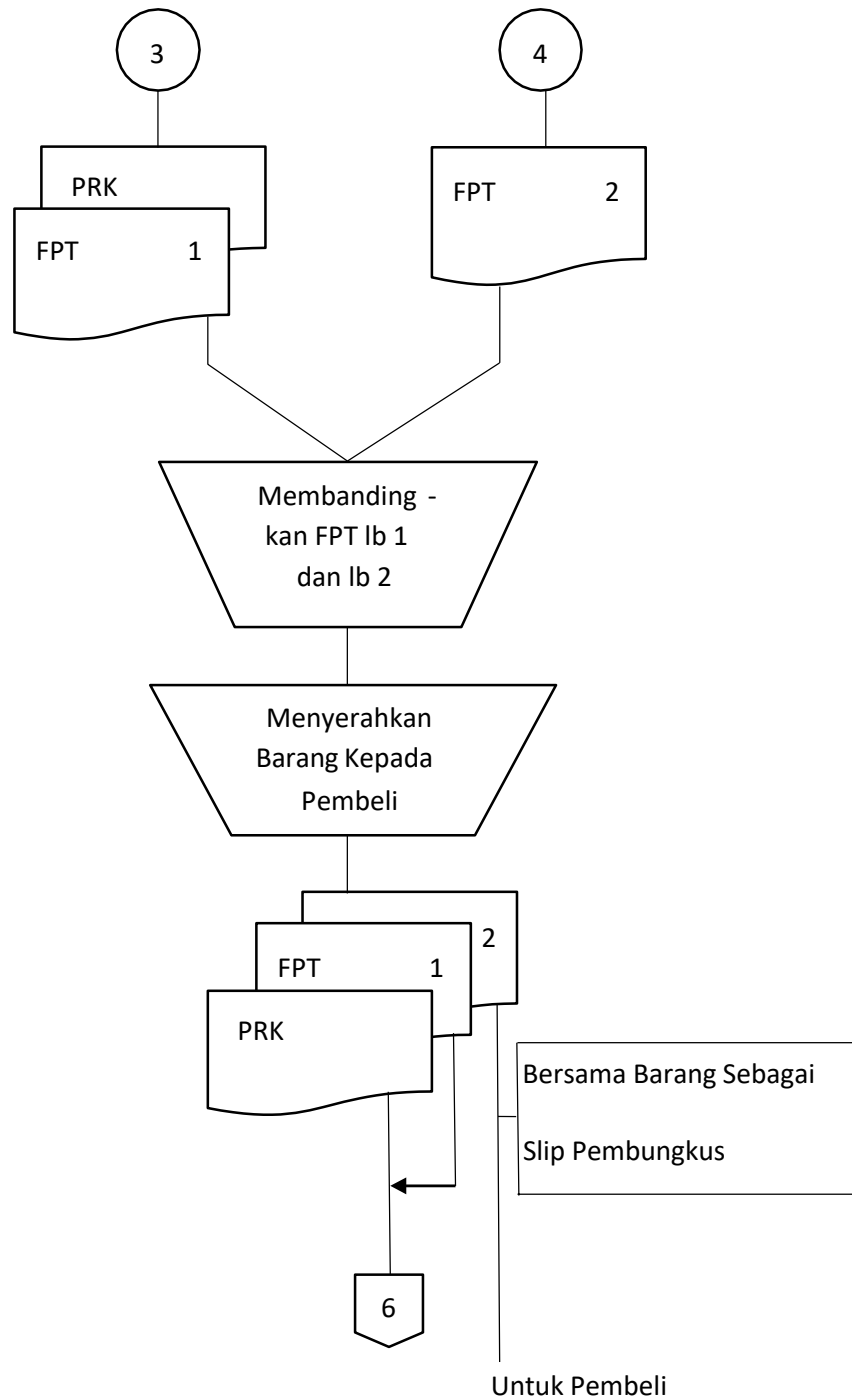 3
4
PRK
FPT 1
FPT 2
Membanding -
kan FPT lb 1
dan lb 2
Menyerahkan
Barang Kepada
Pembeli
2
FPT 1
PRK
Bersama Barang Sebagai
Slip Pembungkus
6
Untuk Pembeli